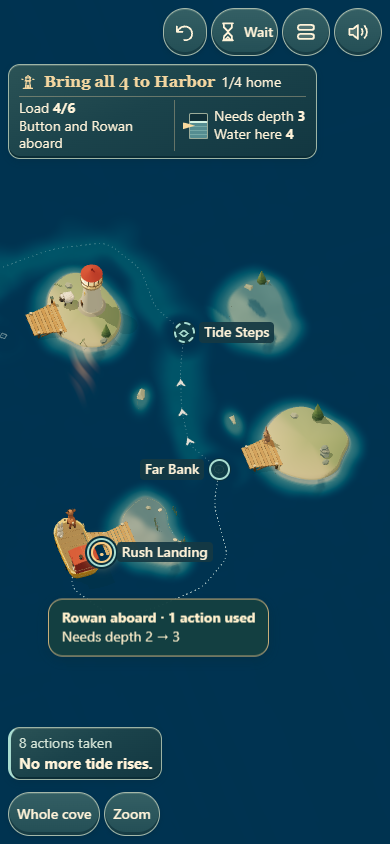 Wait
Bring all 4 to Harbor 1/4 home
Load 4/6
Button and Rowan
aboard
Needs depth 3
Water here 4
Tide Steps
Far Bank
Rush Landing
Rowan aboard · 1 action used
Needs depth 2 → 3
8 actions taken
No more tide rises.
Whole cove
Zoom